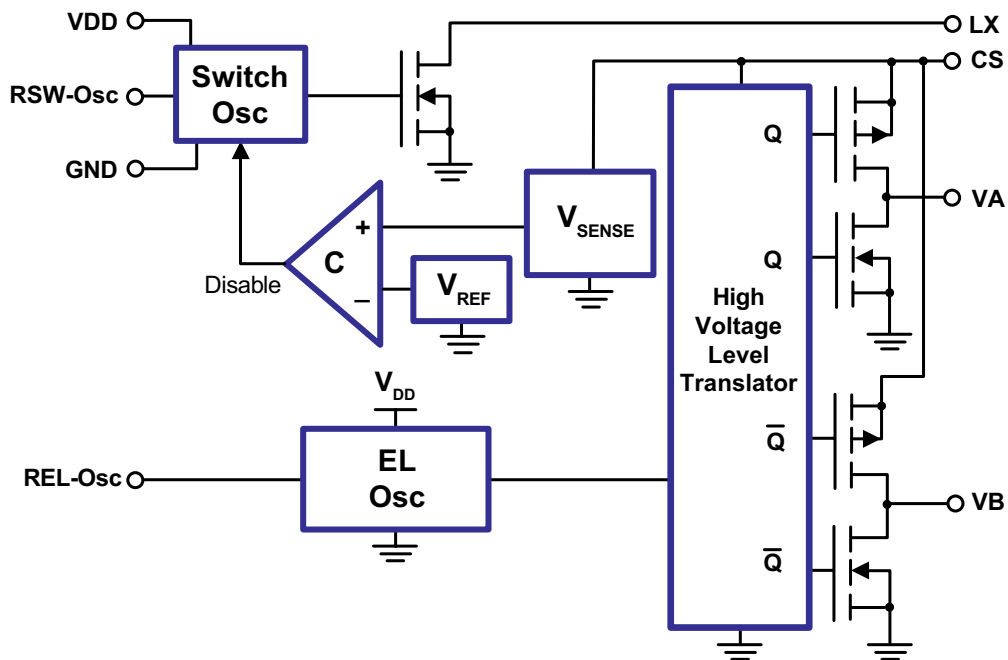 VDD
LX
Switch
Osc
CS
RSW-Osc
Q
GND
VA
+
V SENSE
C
Q
Disable
–
V REF
High
Voltage
Level
Translator
V DD
Q̅
EL
Osc
REL-Osc
VB
Q̅